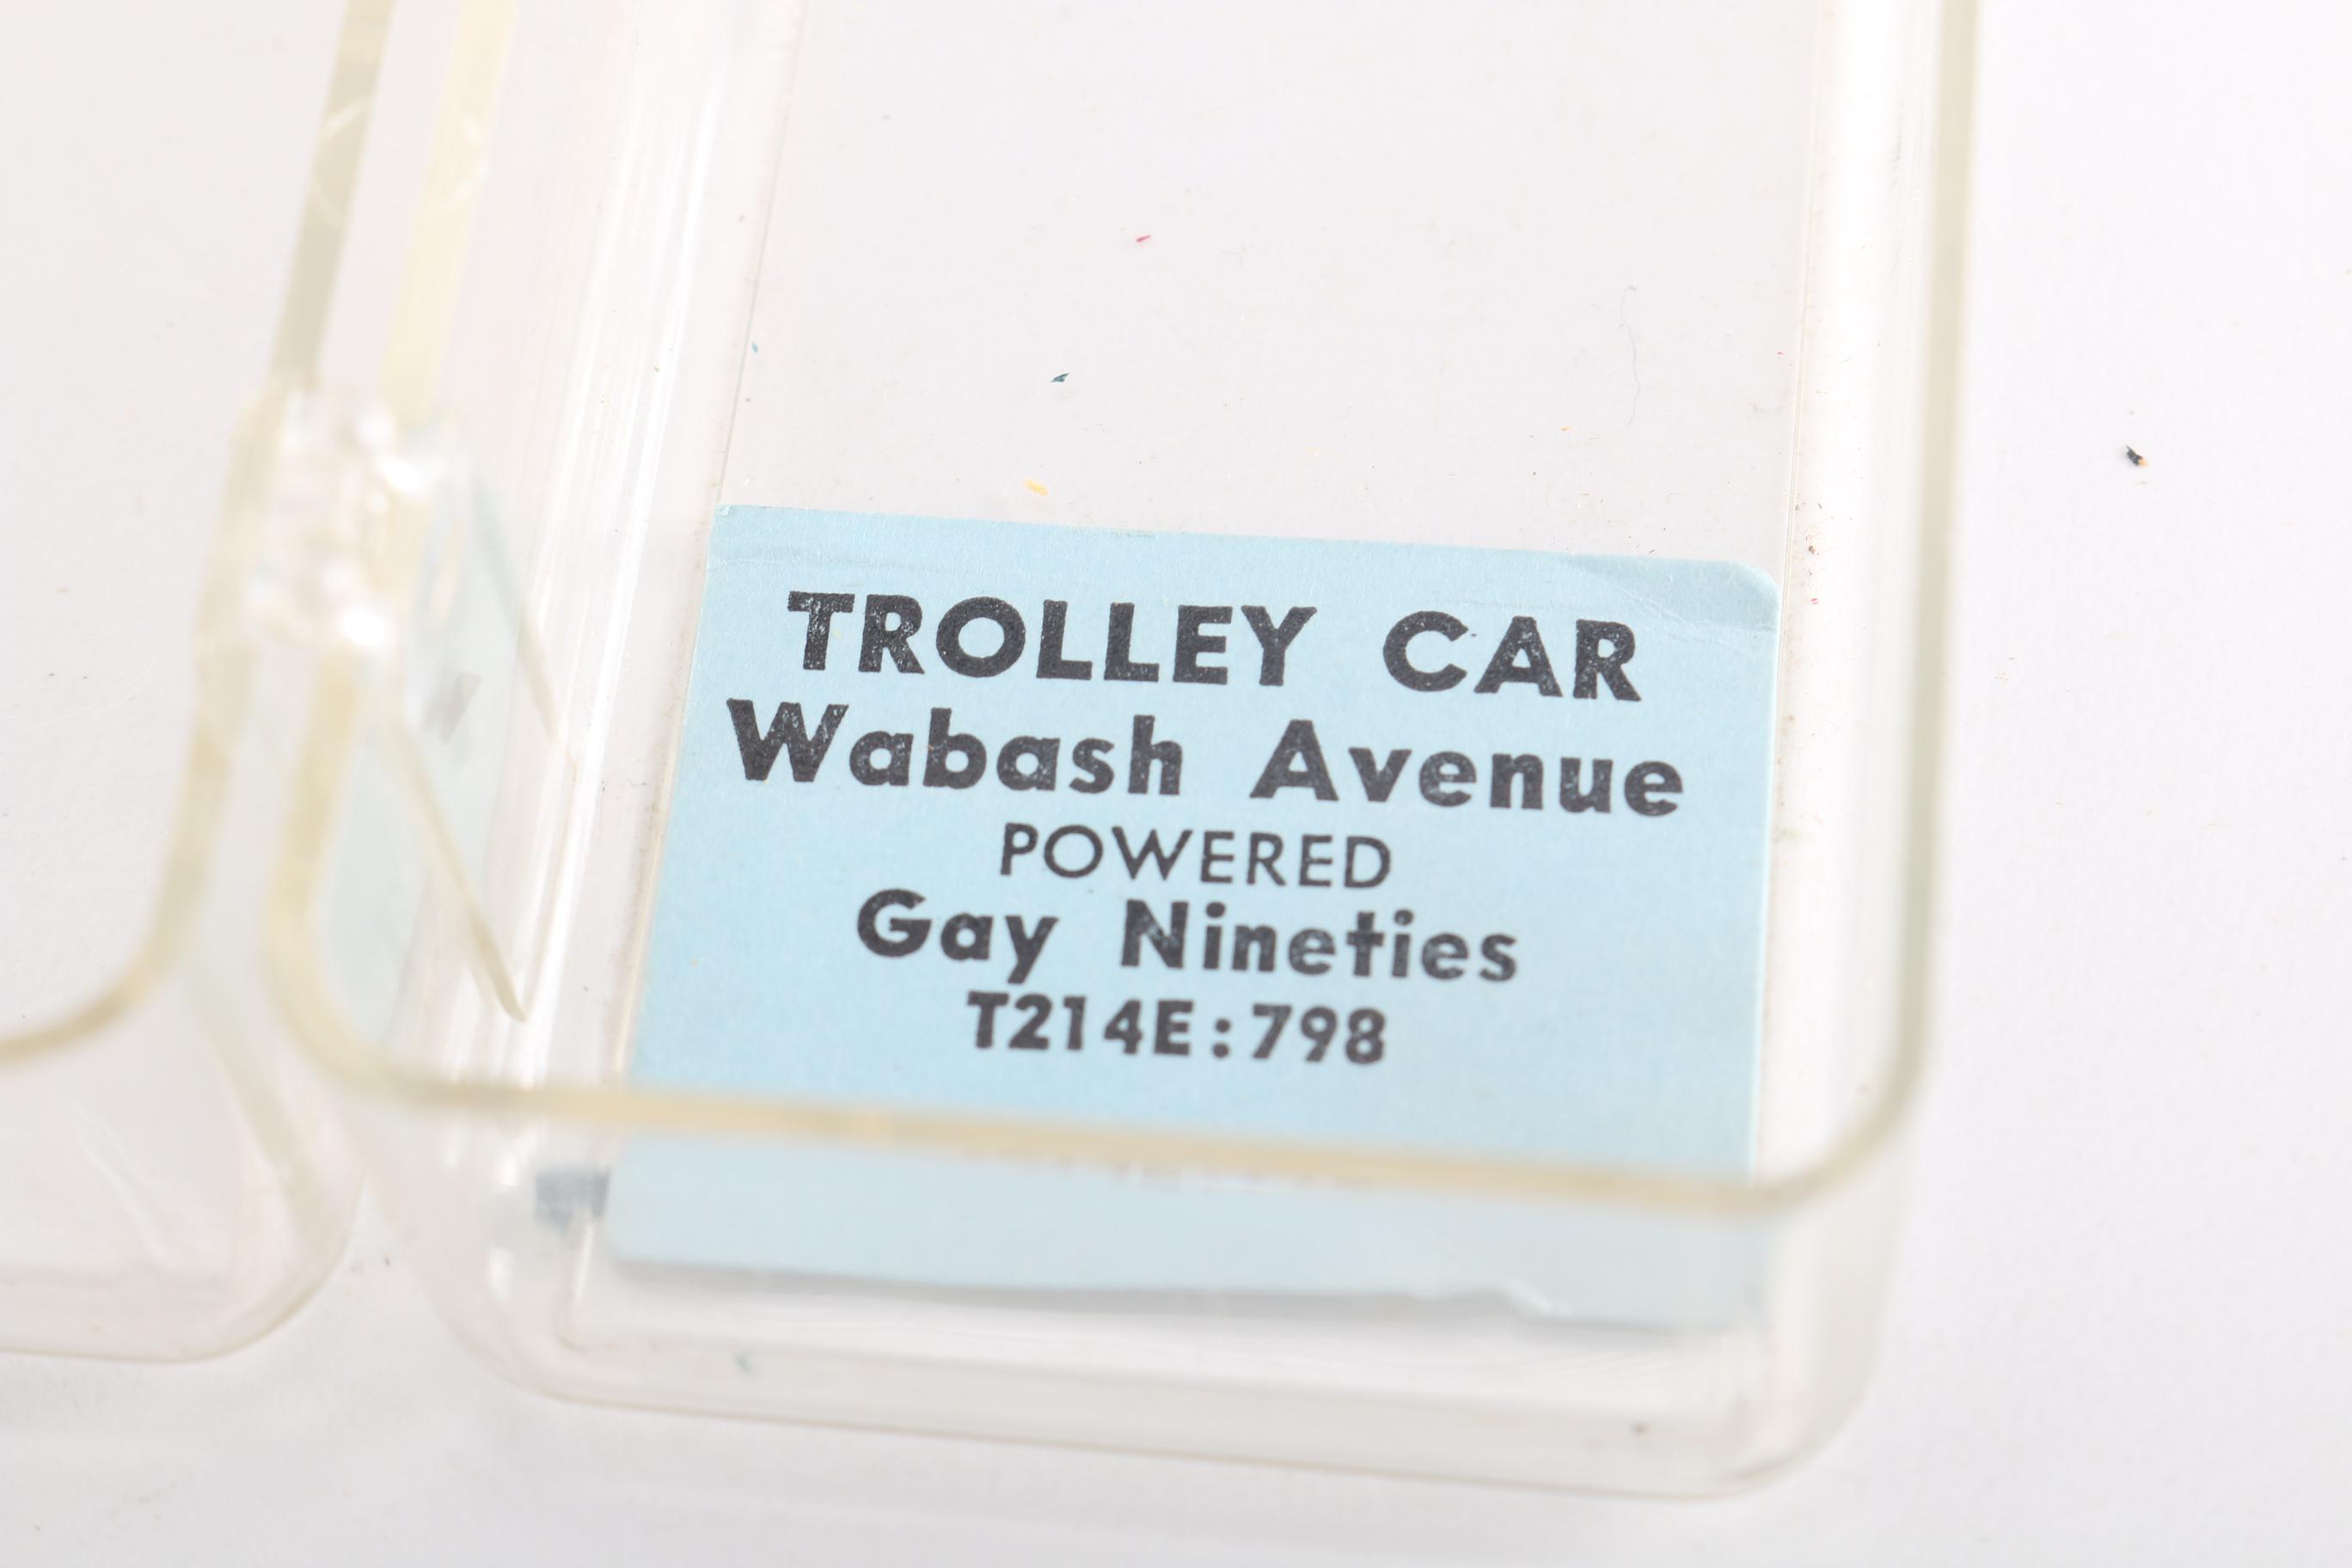 TROLLEY CAR
Wabash Avenue
POWERED
Gay Nineties
T214E:798